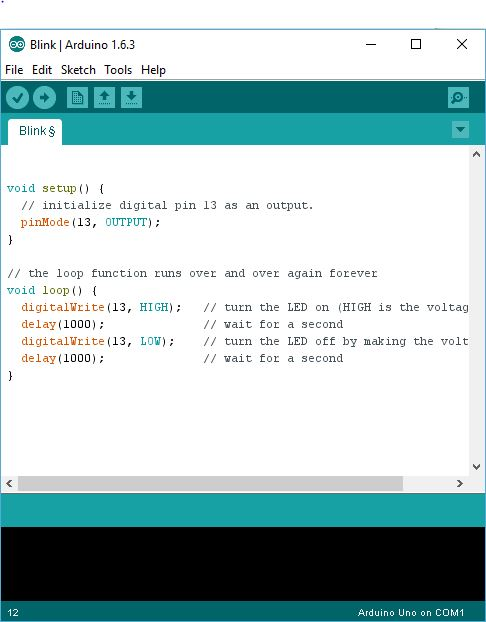 Blink | Arduino 1.6.3
File Edit Sketch Tools Help
Blink§
void setup() {
  // initialize digital pin 13 as an output.
  pinMode(13, OUTPUT);
}
// the loop function runs over and over again forever
void loop() {
  digitalWrite(13, HIGH);   // turn the LED on (HIGH is the voltag
  delay(1000);              // wait for a second
  digitalWrite(13, LOW);    // turn the LED off by making the volt
  delay(1000);              // wait for a second
}
12 Arduino Uno on COM1